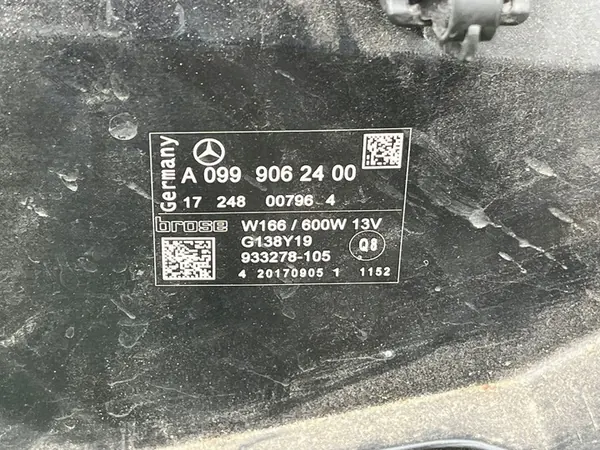 Germany
A 099 906 24 00
17 248 00796 4
brose
W166 / 600W 13V
G138Y19
Q8
933278-105
4 20170905 1 1152